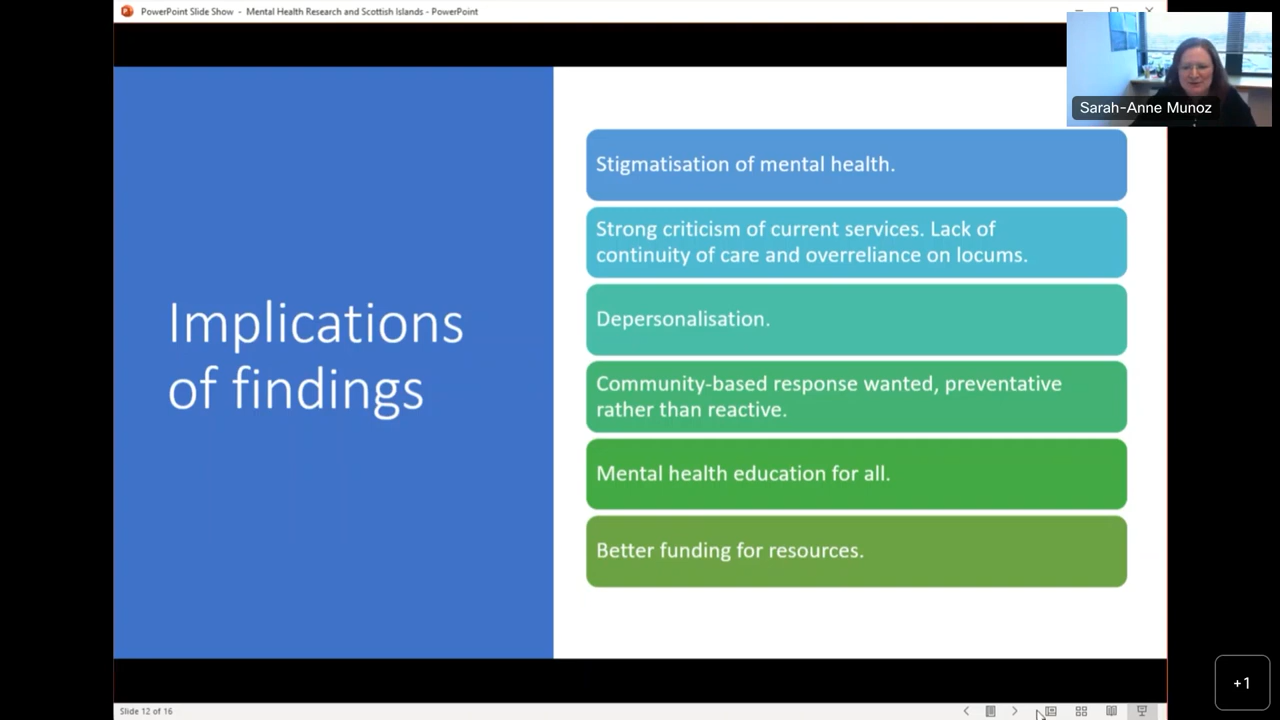 PowerPoint Slide Show - Mental Health Research and Scottish Islands - PowerPoint
Sarah-Anne Munoz
Implications
of findings
Stigmatisation of mental health.
Strong criticism of current services. Lack of
continuity of care and overreliance on locums.
Depersonalisation.
Community-based response wanted, preventative
rather than reactive.
Mental health education for all.
Better funding for resources.
+1
Slide 12 of 16